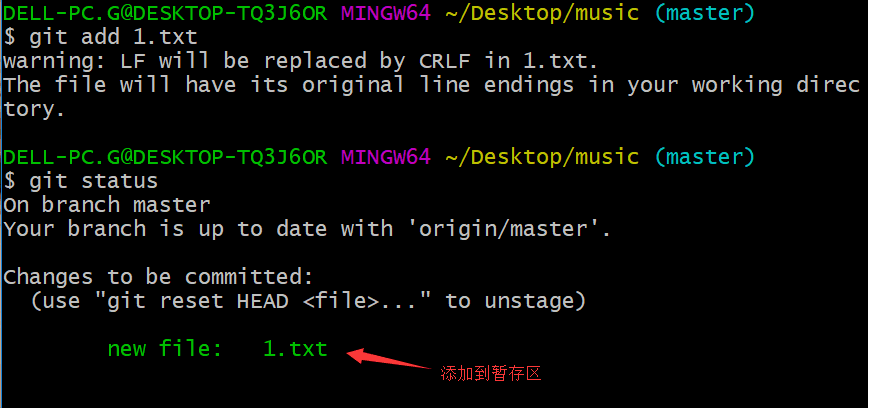 DELL-PC.G@DESKTOP-TQ3J6OR MINGW64 ~/Desktop/music (master)
$ git add 1.txt
warning: LF will be replaced by CRLF in 1.txt.
The file will have its original line endings in your working direc
tory.
DELL-PC.G@DESKTOP-TQ3J6OR MINGW64 ~/Desktop/music (master)
$ git status
On branch master
Your branch is up to date with 'origin/master'.
Changes to be committed:
  (use "git reset HEAD <file>..." to unstage)
        new file:   1.txt
添加到暂存区